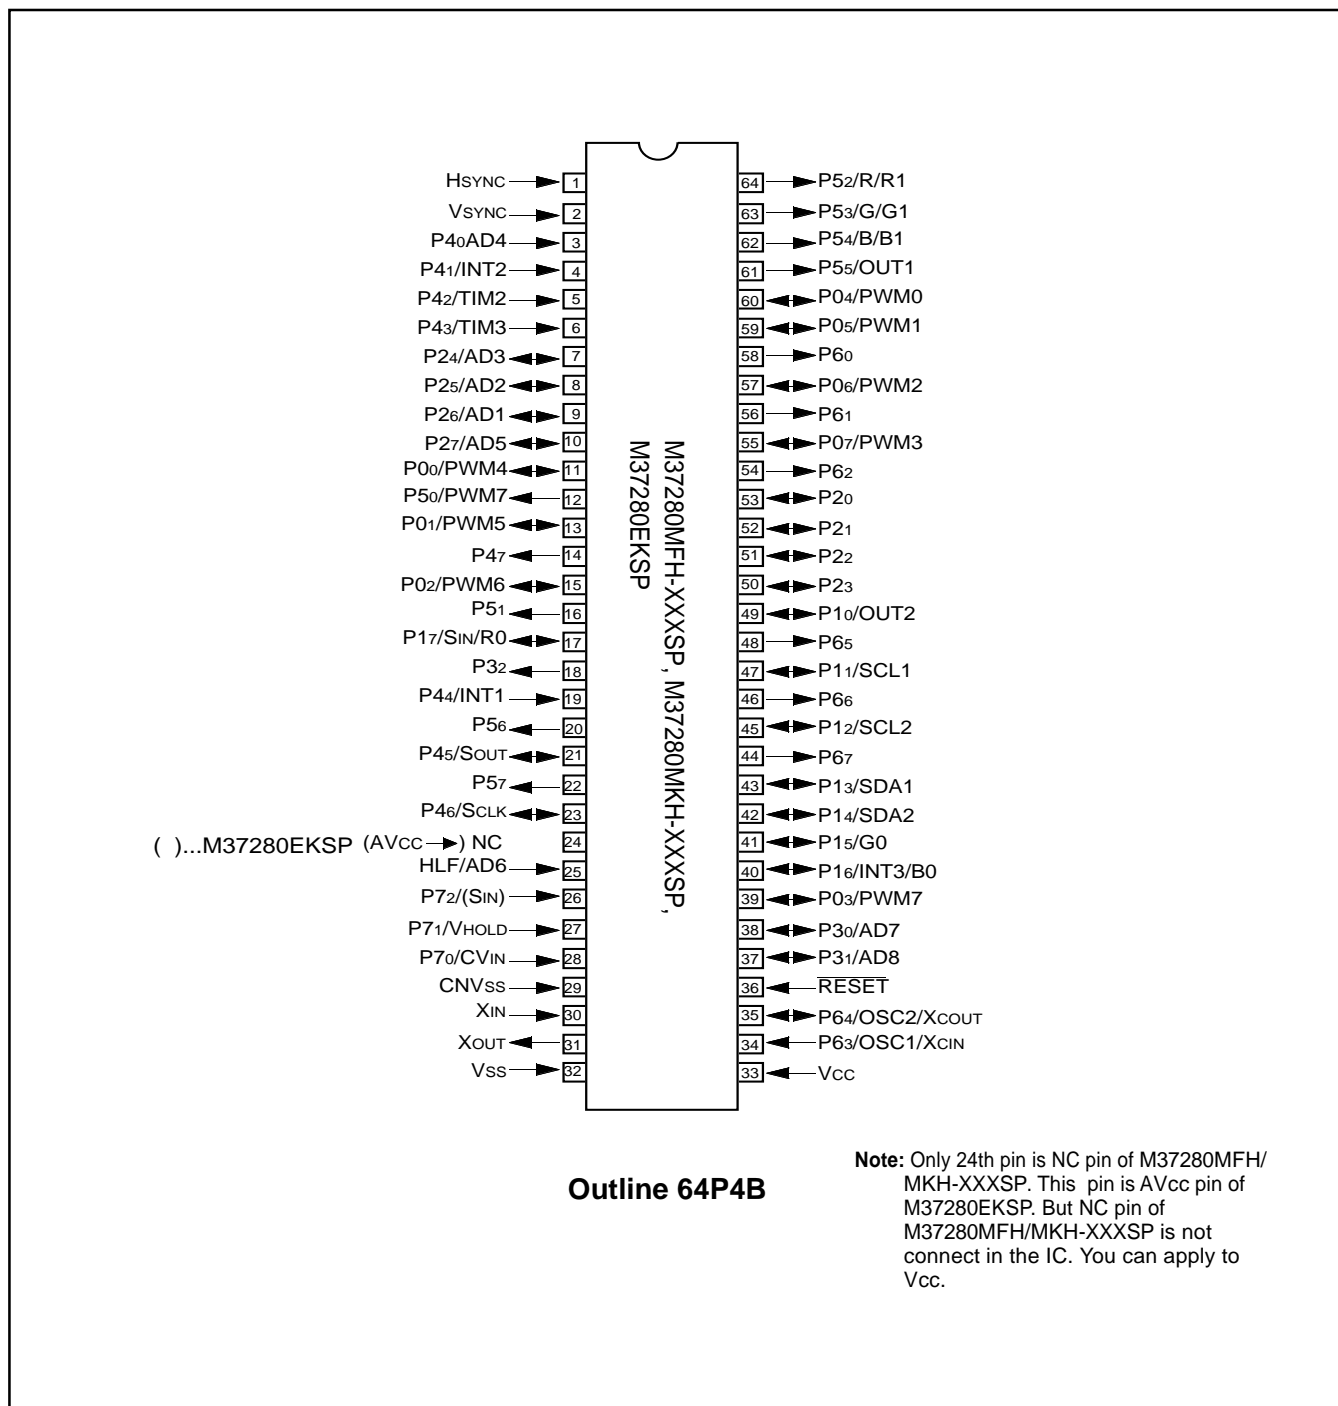 HSYNC 1
VSYNC 2
P40AD4 3
P41/INT2 4
P42/TIM2 5
P43/TIM3 6
P24/AD3 7
P25/AD2 8
P26/AD1 9
P27/AD5 10
P00/PWM4 11
P50/PWM7 12
P01/PWM5 13
P47 14
P02/PWM6 15
P51 16
P17/SIN/R0 17
P32 18
P44/INT1 19
P56 20
P45/SOUT 21
P57 22
P46/SCLK 23
( )...M37280EKSP (AVCC ) NC 24
HLF/AD6 25
P72/(SIN) 26
P71/VHOLD 27
P70/CVIN 28
CNVSS 29
XIN 30
XOUT 31
VSS 32
M37280MFH-XXXSP, M37280MKH-XXXSP,
M37280EKSP
64 P52/R/R1
63 P53/G/G1
62 P54/B/B1
61 P55/OUT1
60 P04/PWM0
59 P05/PWM1
58 P60
57 P06/PWM2
56 P61
55 P07/PWM3
54 P62
53 P20
52 P21
51 P22
50 P23
49 P10/OUT2
48 P65
47 P11/SCL1
46 P66
45 P12/SCL2
44 P67
43 P13/SDA1
42 P14/SDA2
41 P15/G0
40 P16/INT3/B0
39 P03/PWM7
38 P30/AD7
37 P31/AD8
36 RESET
35 P64/OSC2/XCOUT
34 P63/OSC1/XCIN
33 VCC
Outline 64P4B
Note: Only 24th pin is NC pin of M37280MFH/
MKH-XXXSP. This pin is AVcc pin of
M37280EKSP. But NC pin of
M37280MFH/MKH-XXXSP is not
connect in the IC. You can apply to
Vcc.